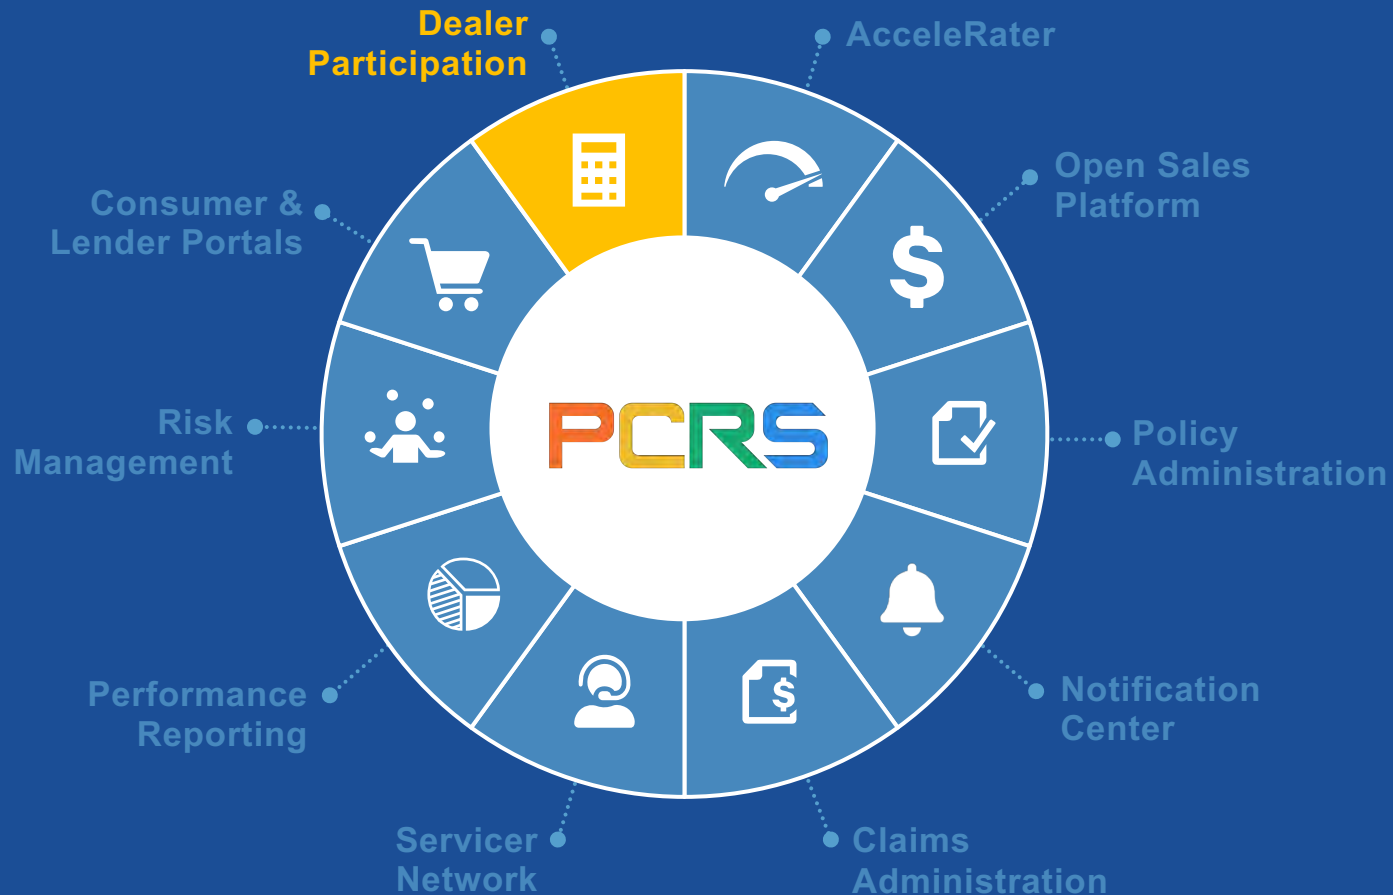 Dealer
Participation
AcceleRater
Open Sales
Platform
Consumer &
Lender Portals
PCRS
Risk
Management
Policy
Administration
Performance
Reporting
Notification
Center
Servicer
Network
Claims
Administration
$
$